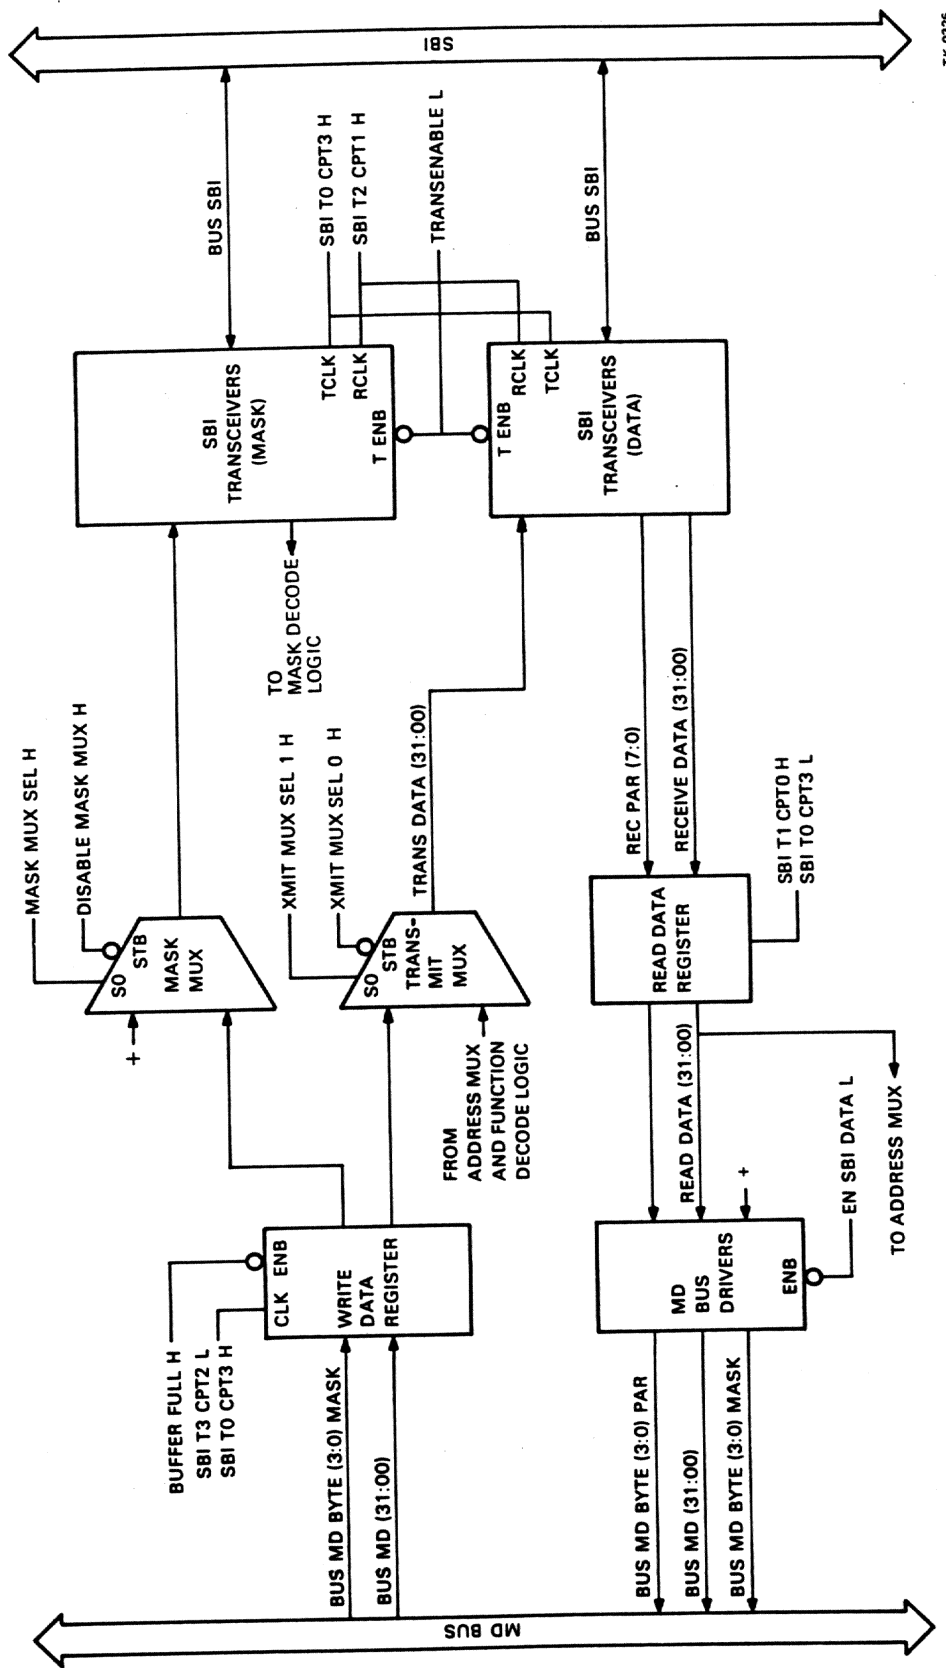 MD BUS
BUFFER FULL H
SBI T3 CPT2 L
SBI T0 CPT3 H
BUS MD BYTE (3:0) MASK
BUS MD (31:00)
CLK ENB
WRITE
DATA
REGISTER
MASK MUX SEL H
DISABLE MASK MUX H
+
S0
STB
MASK
MUX
XMIT MUX SEL 1 H
XMIT MUX SEL 0 H
S0
STB
TRANS-
MIT
MUX
FROM
ADDRESS MUX
AND FUNCTION
DECODE LOGIC
TRANS DATA (31:00)
TO
MASK DECODE
LOGIC
SBI
TRANSCEIVERS
(MASK)
TCLK
RCLK
T ENB
BUS SBI
SBI T0 CPT3 H
SBI T2 CPT1 H
TRANSENABLE L
T ENB
RCLK
TCLK
SBI
TRANSCEIVERS
(DATA)
BUS SBI
SBI
BUS MD BYTE (3:0) PAR
BUS MD (31:00)
BUS MD BYTE (3:0) MASK
MD
BUS
DRIVERS
ENB
EN SBI DATA L
+
READ DATA (31:00)
TO ADDRESS MUX
READ DATA
REGISTER
SBI T1 CPT0 H
SBI T0 CPT3 L
REC PAR (7:0)
RECEIVE DATA (31:00)